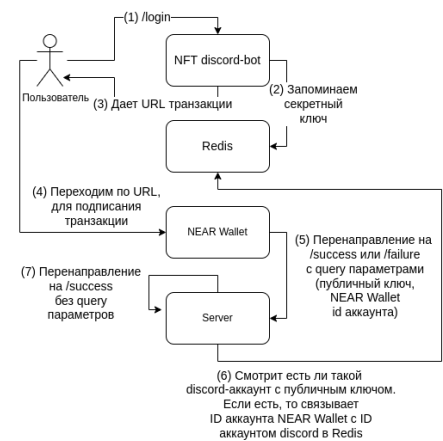 (1) /login
NFT discord-bot
Пользователь
(3) Дает URL транзакции
(2) Запоминаем
секретный
ключ
Redis
(4) Переходим по URL,
для подписания
транзакции
NEAR Wallet
(5) Перенаправление на
/success или /failure
с query параметрами
(публичный ключ,
NEAR Wallet
id аккаунта)
(7) Перенаправление
на /success
без query
параметров
Server
(6) Смотрит есть ли такой
discord-аккаунт с публичным ключом.
Если есть, то связывает
ID аккаунта NEAR Wallet с ID
аккаунтом discord в Redis